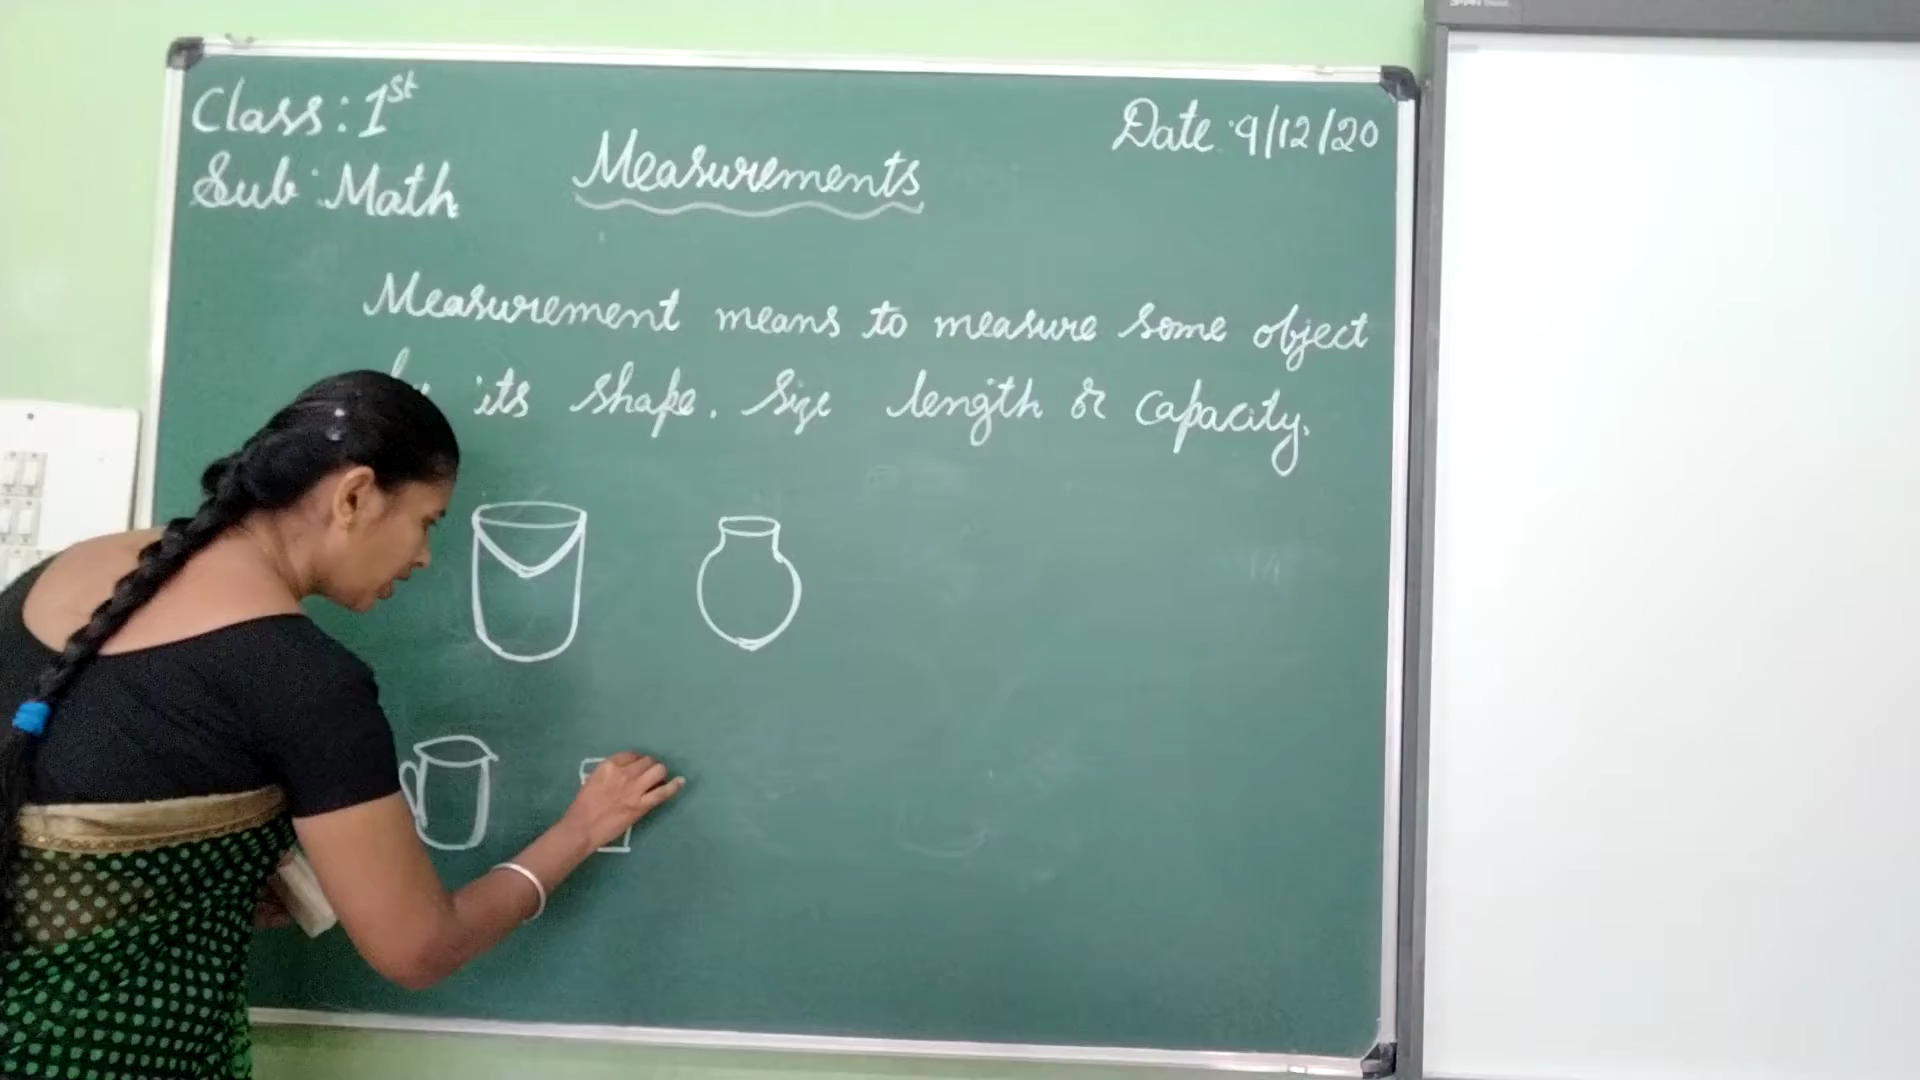 Class: 1st
Date: 9/12/20
Sub: Math
Measurements
Measurement means to measure some object
its shape. Size length or capacity.